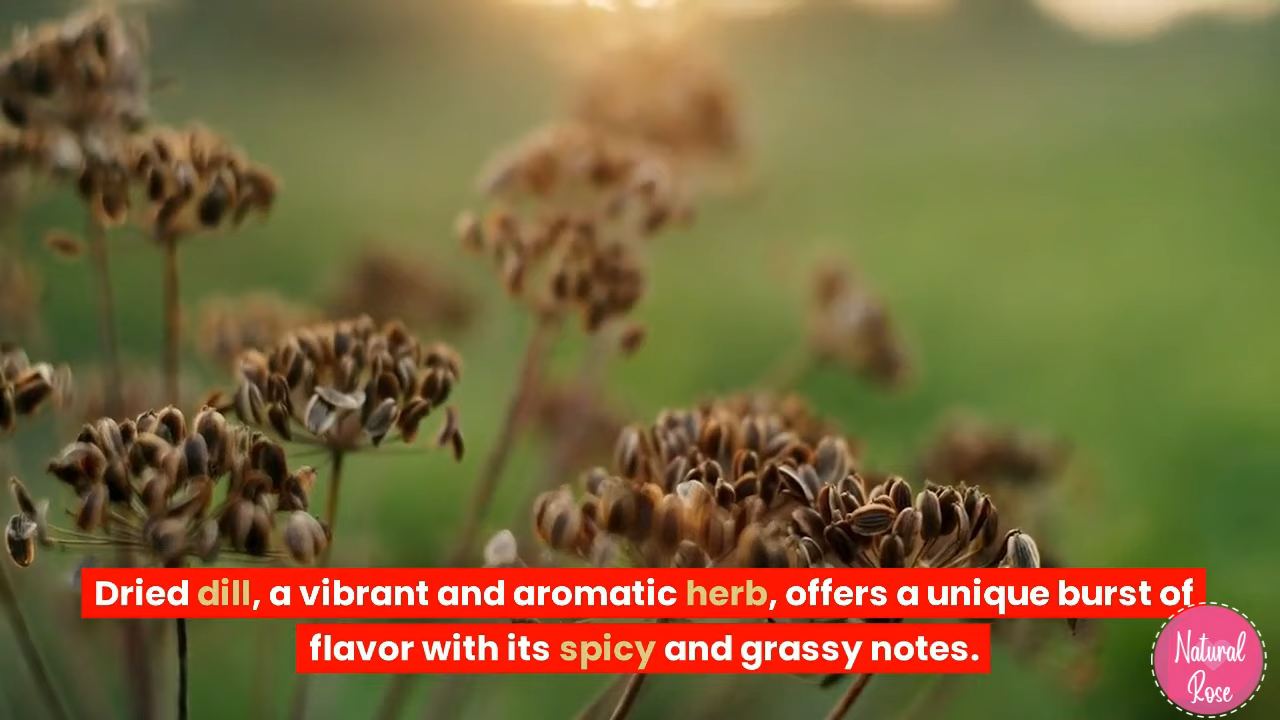 Dried dill, a vibrant and aromatic herb, offers a unique burst of
flavor with its spicy and grassy notes.
Natural
Rose